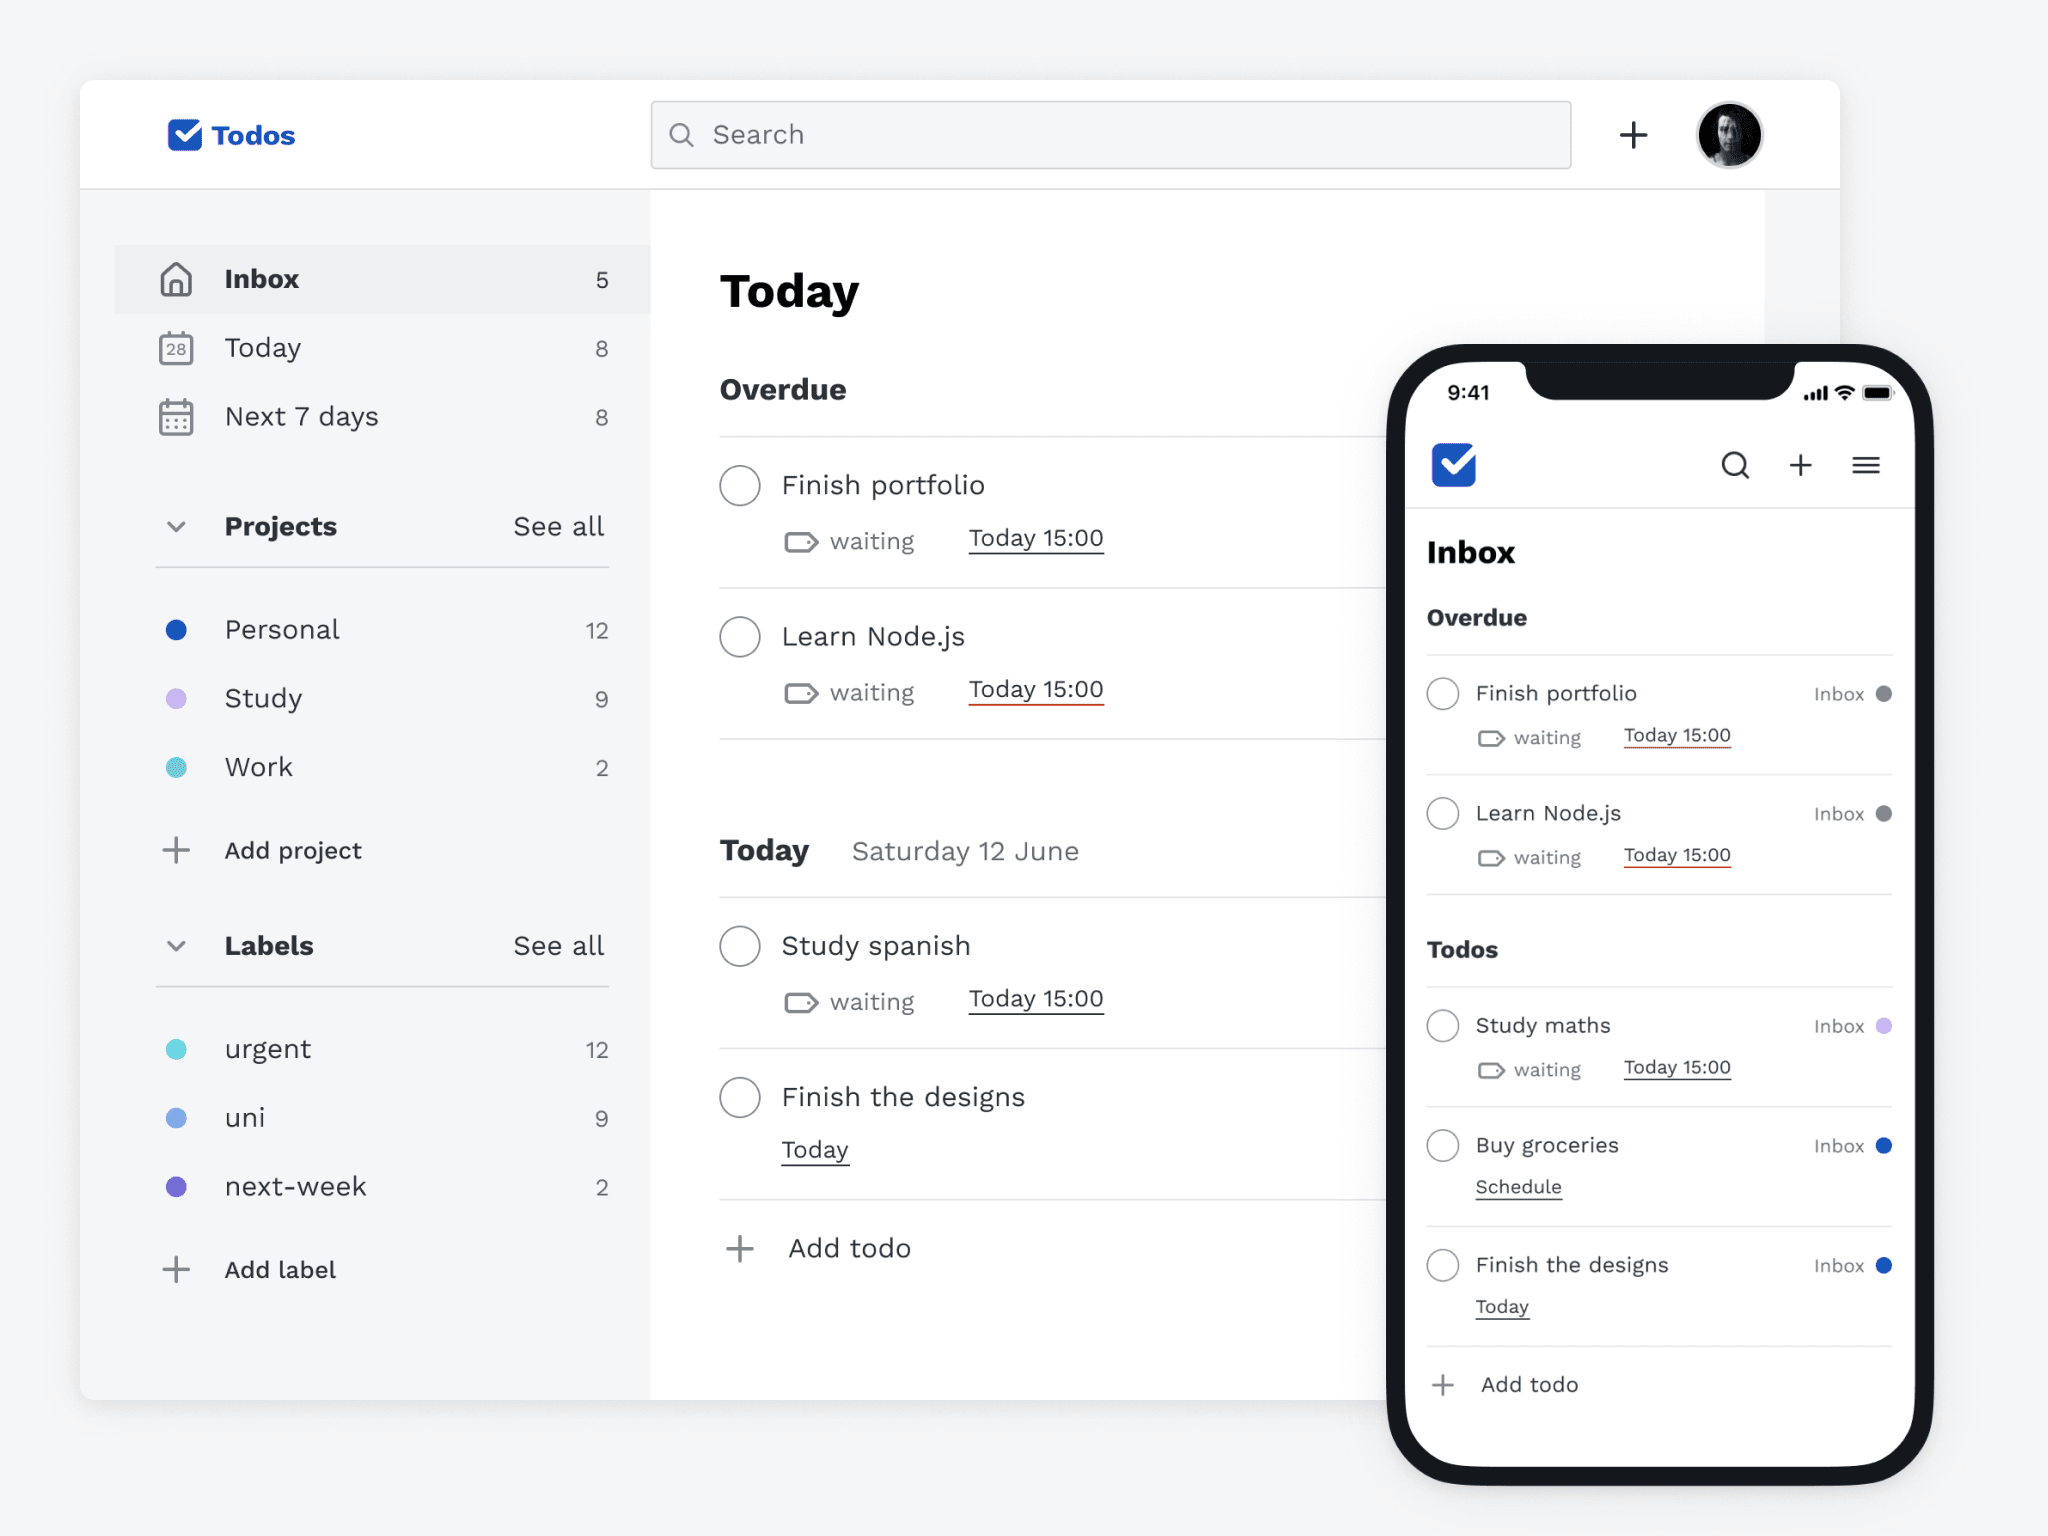 Todos
Search
Inbox 5
28 Today 8
Next 7 days 8
Projects See all
Personal 12
Study 9
Work 2
Add project
Labels See all
urgent 12
uni 9
next-week 2
Add label
Today
Overdue
Finish portfolio
waiting Today 15:00
Learn Node.js
waiting Today 15:00
Today Saturday 12 June
Study spanish
waiting Today 15:00
Finish the designs
Today
Add todo
9:41
Inbox
Overdue
Finish portfolio Inbox
waiting Today 15:00
Learn Node.js Inbox
waiting Today 15:00
Todos
Study maths Inbox
waiting Today 15:00
Buy groceries Inbox
Schedule
Finish the designs Inbox
Today
Add todo